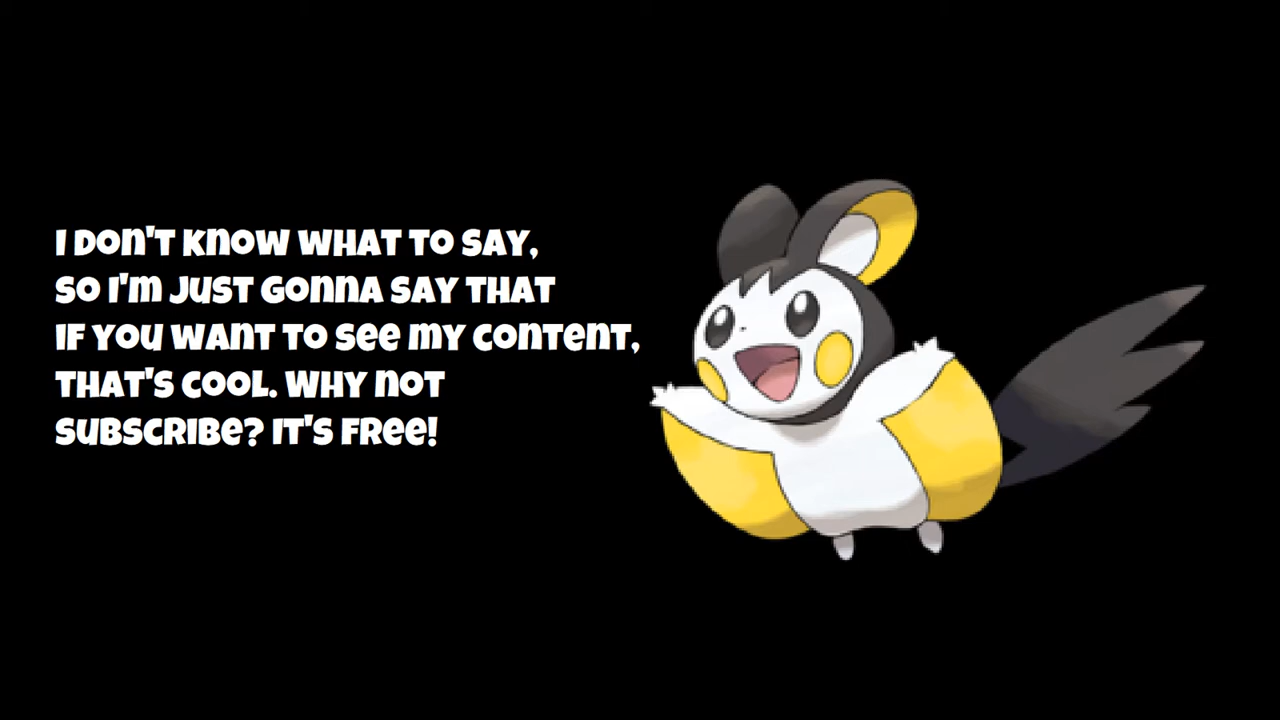 I DON'T KNOW WHAT TO SAY,
SO I'M JUST GONNA SAY THAT
IF YOU WANT TO SEE MY CONTENT,
THAT'S COOL. WHY NOT
SUBSCRIBE? IT'S FREE!